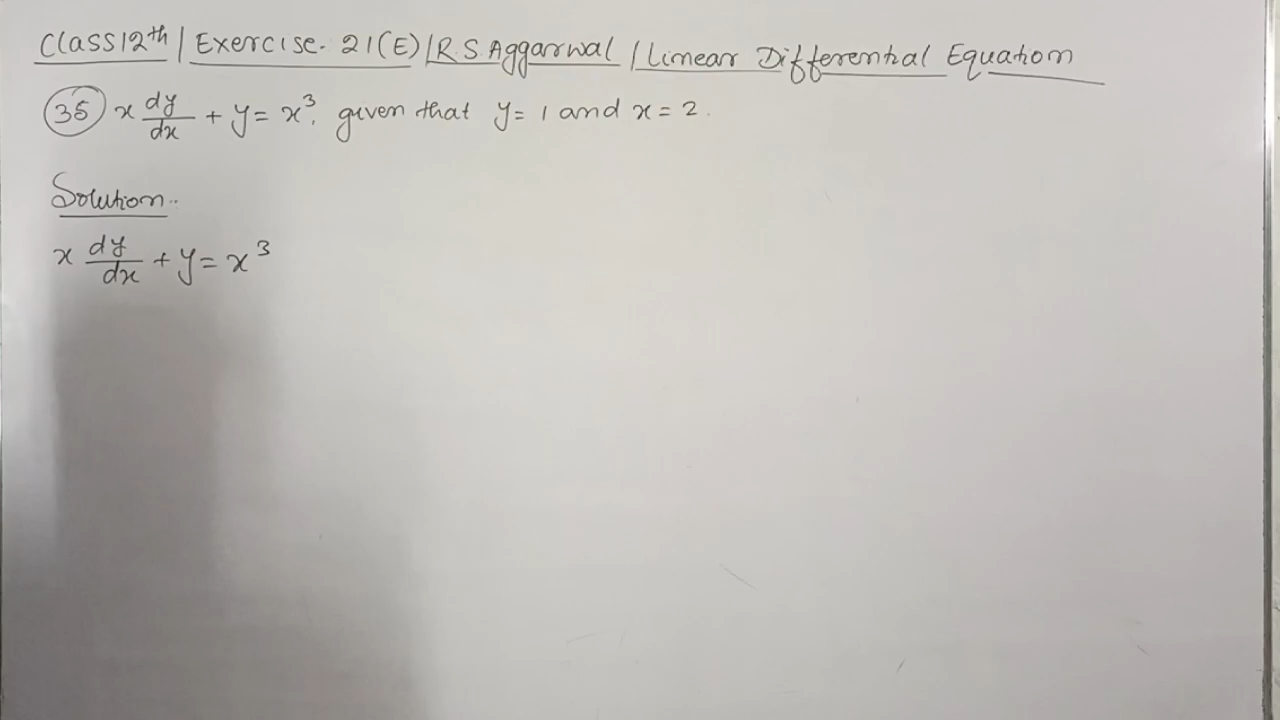 Class12th | Exercise. 21(E) | R.S. Aggarwal | Linear Differential Equation
35 x dy/dx + y = x³, given that y = 1 and x = 2.
Solution..
x dy/dx + y = x³